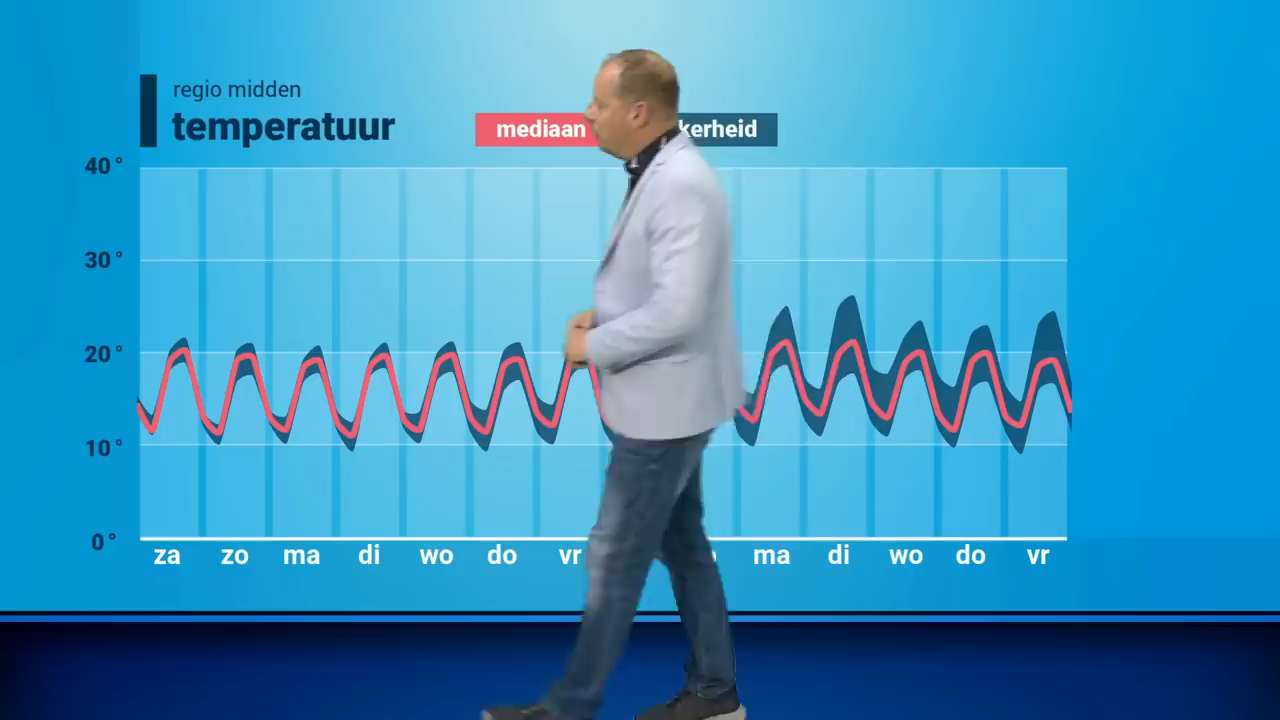 regio midden
temperatuur
mediaan kerheid
40°
30°
20°
10°
0°
za zo ma di wo do vr ma di wo do vr